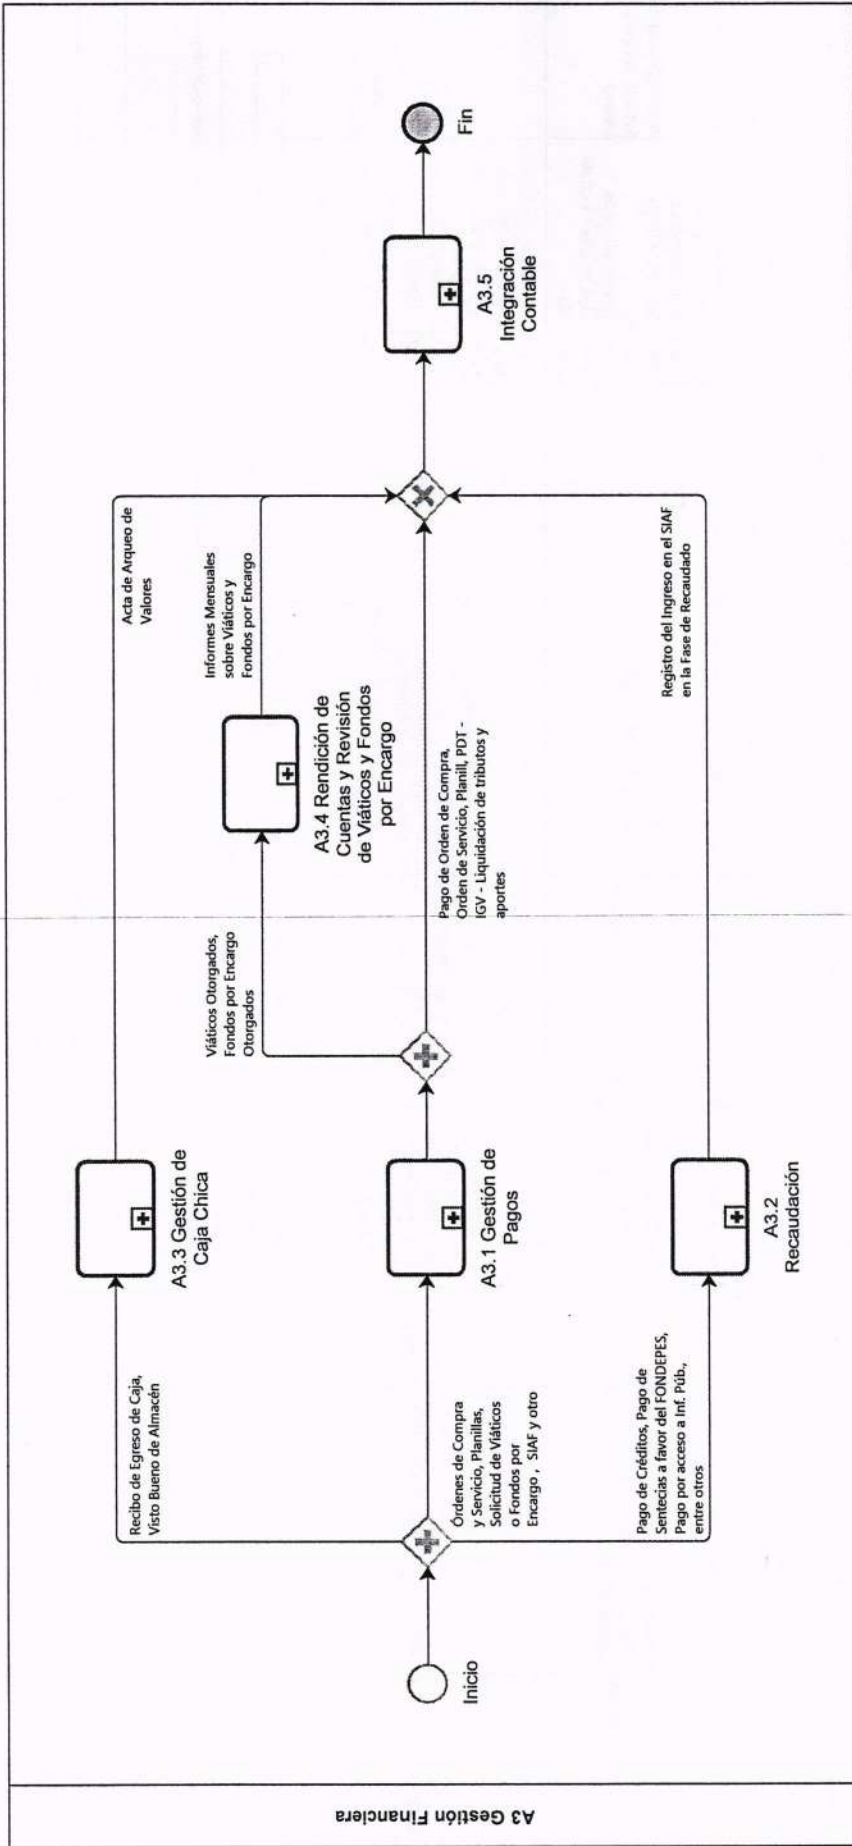 A3 Gestión Financiera
Inicio
Recibo de Egreso de Caja,
Visto Bueno de Almacén
Órdenes de Compra
y Servicio, Planillas,
Solicitud de Viáticos
o Fondos por
Encargo , SIAF y otro
Pago de Créditos, Pago de
Sentecias a favor del FONDEPES,
Pago por acceso a Inf. Púb.,
entre otros
A3.3 Gestión de
Caja Chica
A3.1 Gestión de
Pagos
A3.2
Recaudación
Viáticos Otorgados,
Fondos por Encargo
Otorgados
A3.4 Rendición de
Cuentas y Revisión
de Viáticos y Fondos
por Encargo
Pago de Orden de Compra,
Orden de Servicio, Planill, PDT -
IGV - Liquidación de tributos y
aportes
Acta de Arqueo de
Valores
Informes Mensuales
sobre Viáticos y
Fondos por Encargo
Registro del Ingreso en el SIAF
en la Fase de Recaudado
A3.5
Integración
Contable
Fin